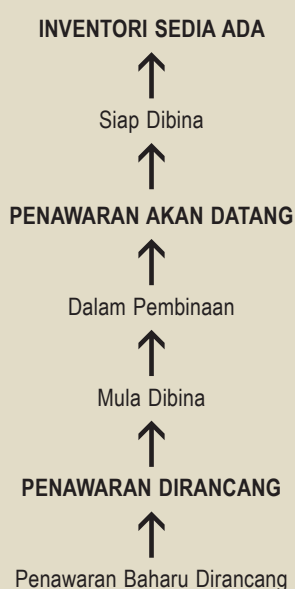 INVENTORI SEDIA ADA
Siap Dibina
PENAWARAN AKAN DATANG
Dalam Pembinaan
Mula Dibina
PENAWARAN DIRANCANG
Penawaran Baharu Dirancang